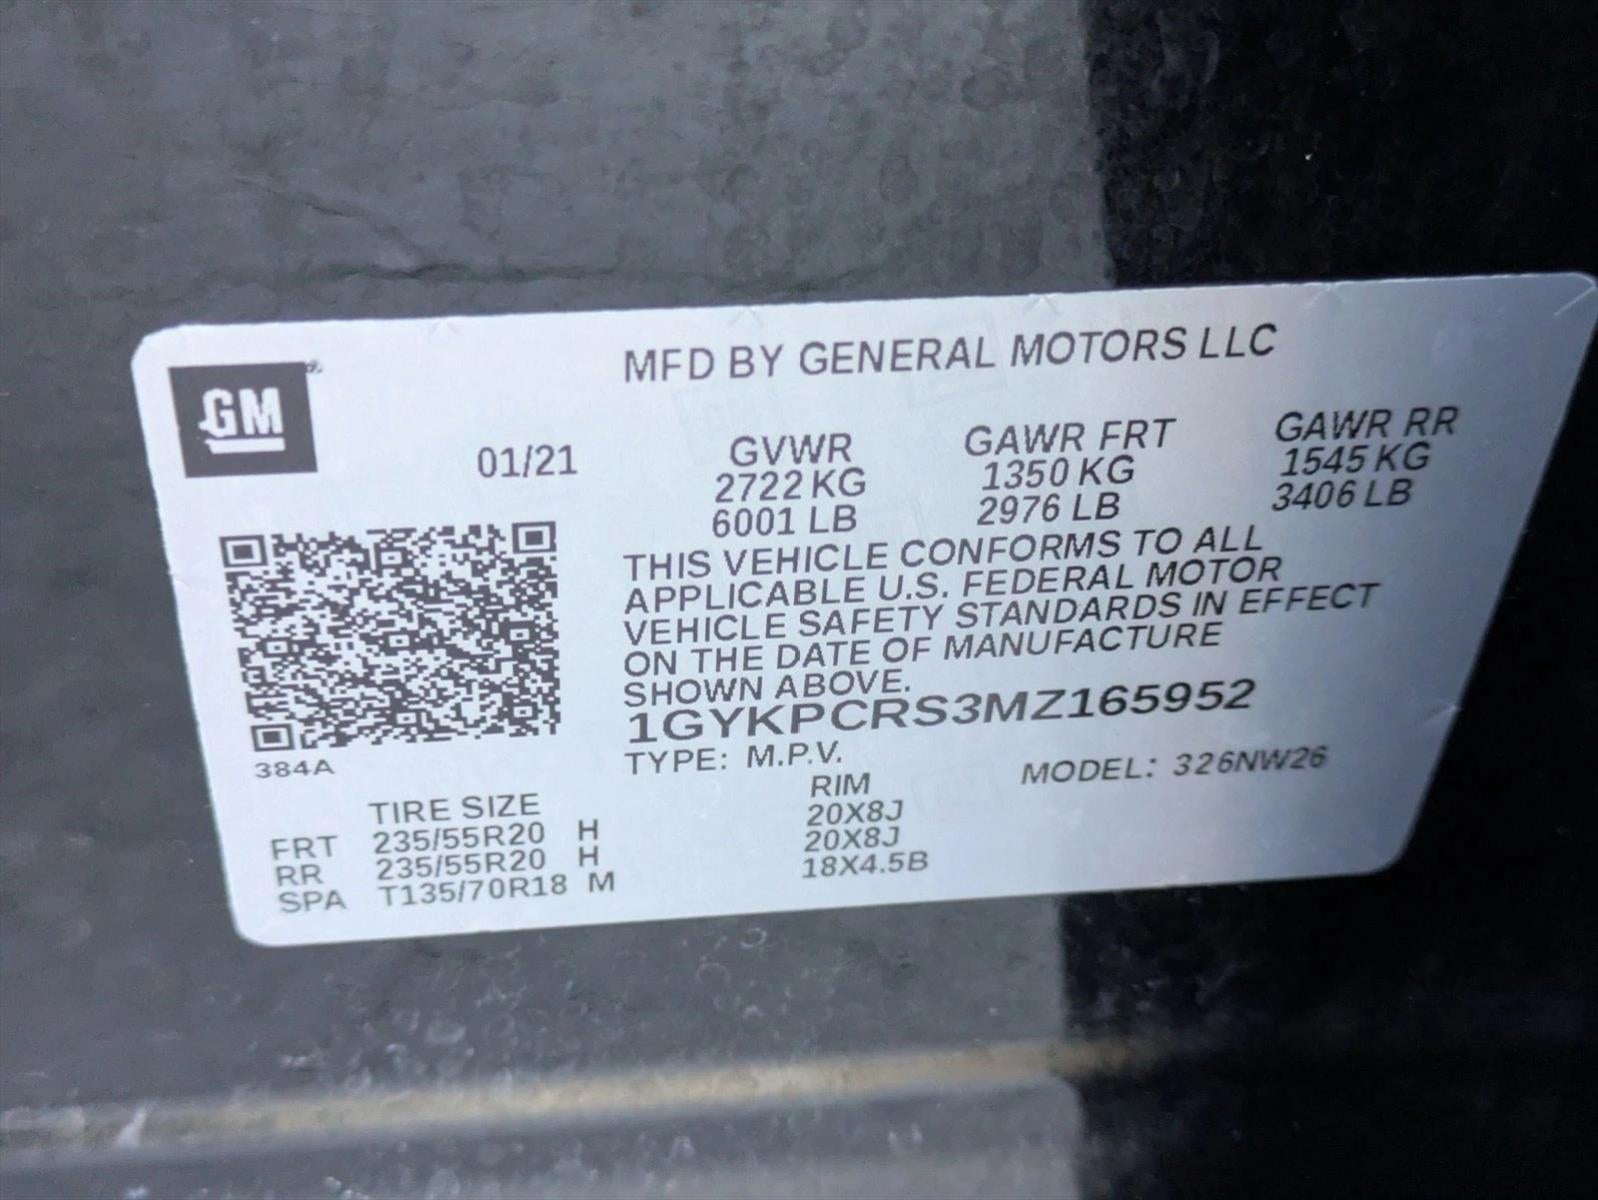 GM
MFD BY GENERAL MOTORS LLC
01/21
GVWR GAWR FRT GAWR RR
2722 KG 1350 KG 1545 KG
6001 LB 2976 LB 3406 LB
THIS VEHICLE CONFORMS TO ALL
APPLICABLE U.S. FEDERAL MOTOR
VEHICLE SAFETY STANDARDS IN EFFECT
ON THE DATE OF MANUFACTURE
SHOWN ABOVE.
1GYKPCRS3MZ165952
384A
TYPE: M.P.V. MODEL: 326NW26
TIRE SIZE RIM
FRT 235/55R20 H 20X8J
RR 235/55R20 H 20X8J
SPA T135/70R18 M 18X4.5B